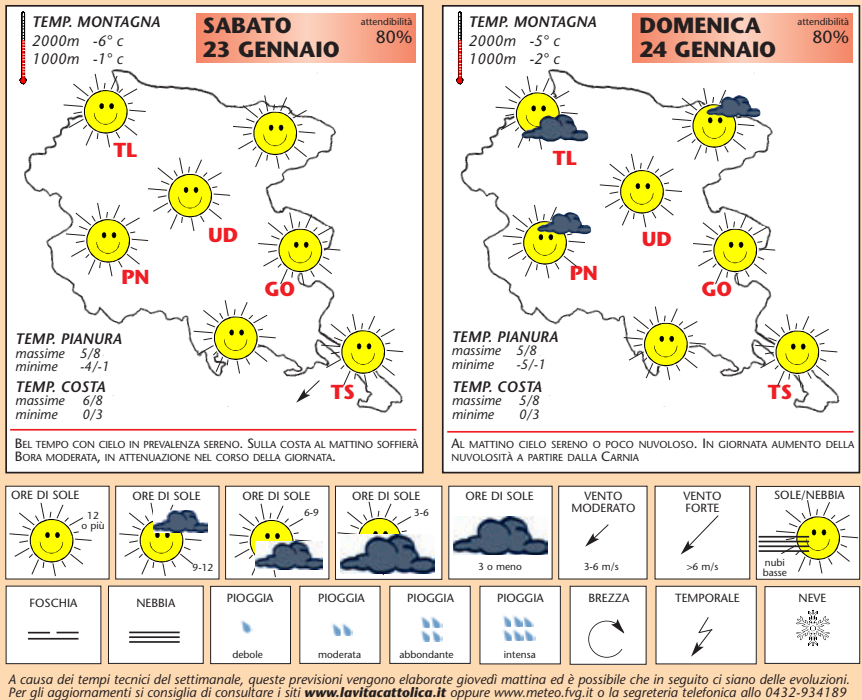 TEMP. MONTAGNA
2000m -6° c
1000m -1° c
SABATO
23 GENNAIO
attendibilità
80%
TL
UD
PN
GO
TS
TEMP. PIANURA
massime 5/8
minime -4/-1
TEMP. COSTA
massime 6/8
minime 0/3
BEL TEMPO CON CIELO IN PREVALENZA SERENO. SULLA COSTA AL MATTINO SOFFIERÀ
BORA MODERATA, IN ATTENUAZIONE NEL CORSO DELLA GIORNATA.
TEMP. MONTAGNA
2000m -5° c
1000m -2° c
DOMENICA
24 GENNAIO
attendibilità
80%
TL
UD
PN
GO
TS
TEMP. PIANURA
massime 5/8
minime -5/-1
TEMP. COSTA
massime 5/8
minime 0/3
AL MATTINO CIELO SERENO O POCO NUVOLOSO. IN GIORNATA AUMENTO DELLA
NUVOLOSITÀ A PARTIRE DALLA CARNIA
ORE DI SOLE
12
o più
ORE DI SOLE
9-12
ORE DI SOLE
6-9
ORE DI SOLE
3-6
ORE DI SOLE
3 o meno
VENTO
MODERATO
3-6 m/s
VENTO
FORTE
>6 m/s
SOLE/NEBBIA
nubi
basse
FOSCHIA
NEBBIA
PIOGGIA
debole
PIOGGIA
moderata
PIOGGIA
abbondante
PIOGGIA
intensa
BREZZA
TEMPORALE
NEVE
A causa dei tempi tecnici del settimanale, queste previsioni vengono elaborate giovedì mattina ed è possibile che in seguito ci siano delle evoluzioni.
Per gli aggiornamenti si consiglia di consultare i siti www.lavitacattolica.it oppure www.meteo.fvg.it o la segreteria telefonica allo 0432-934189